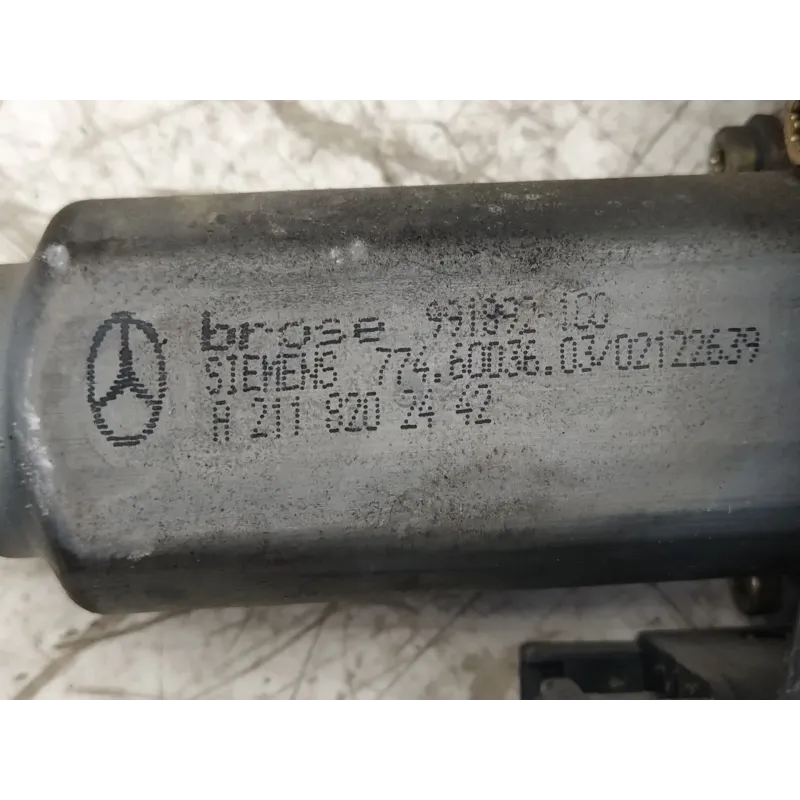 brose 991892-100
SIEMENS 774.60036.03/02122639
A 211 820 24 42